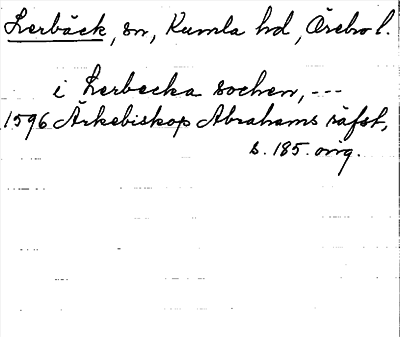 Lerbäck, sn, Kumla hd, Örebro l.
i Lerbecka sochen, ---
1596 Ärkebiskop Abrahams räfst,
s. 185. orig.